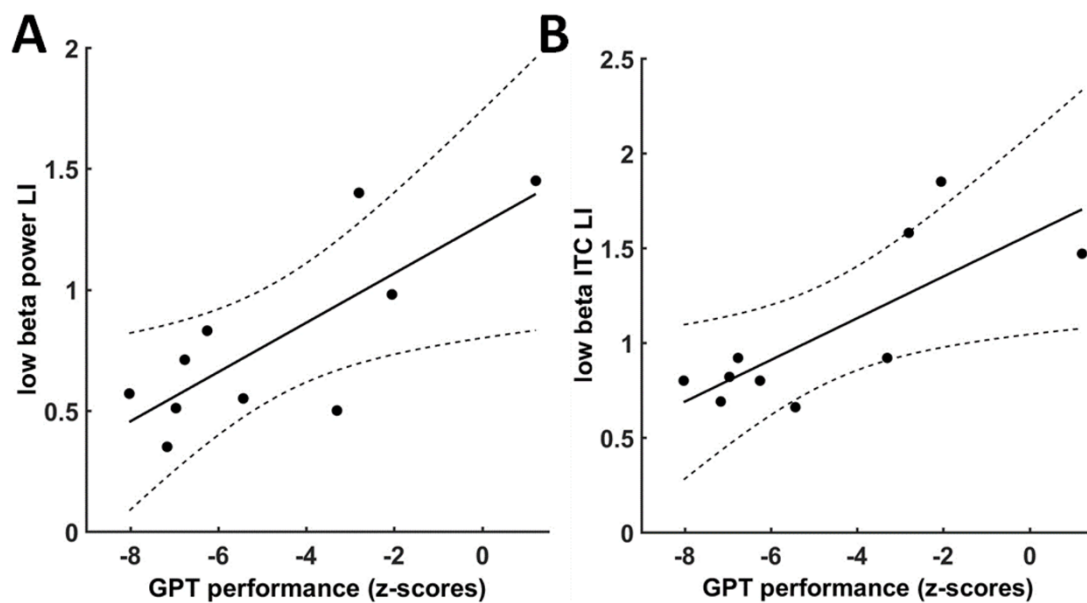 A
2
1.5
1
0.5
0
low beta power LI
-8 -6 -4 -2 0
GPT performance (z-scores)
B
2.5
2
1.5
1
0.5
0
low beta ITC LI
-8 -6 -4 -2 0
GPT performance (z-scores)